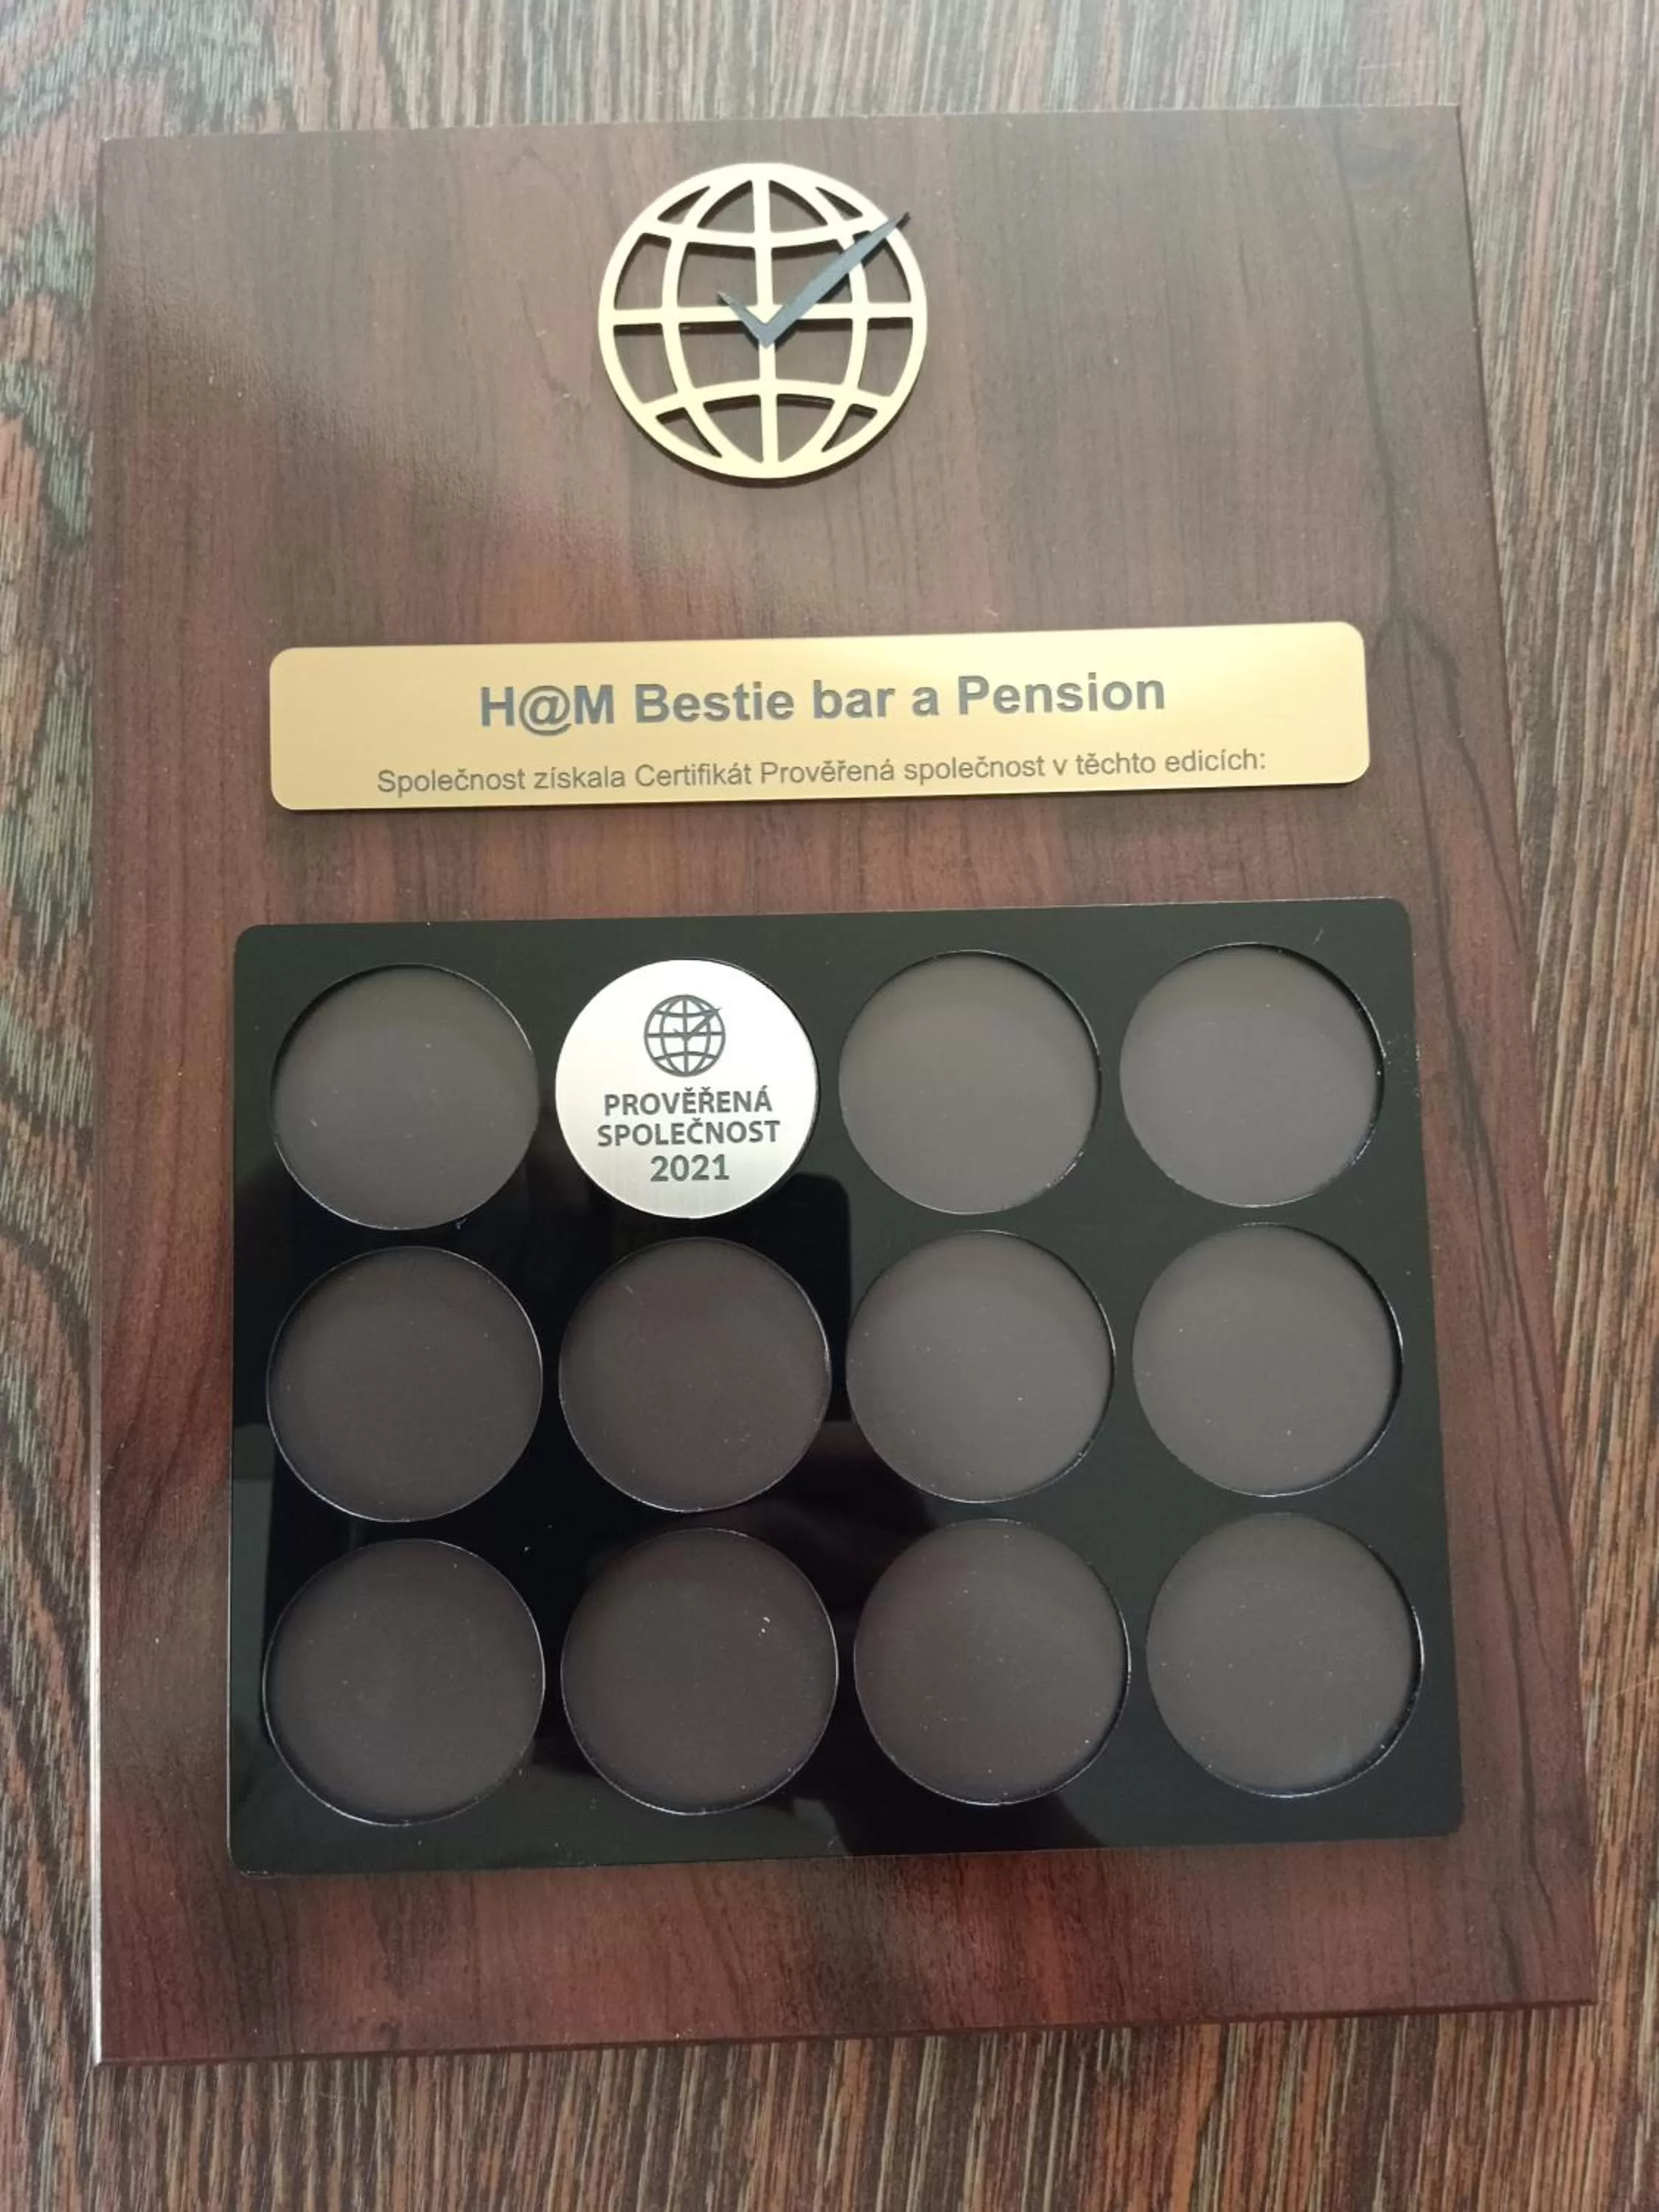 H@M Bestie bar a Pension
Společnost získala Certifikát Prověřená společnost v těchto edicích:
PROVĚŘENÁ
SPOLEČNOST
2021